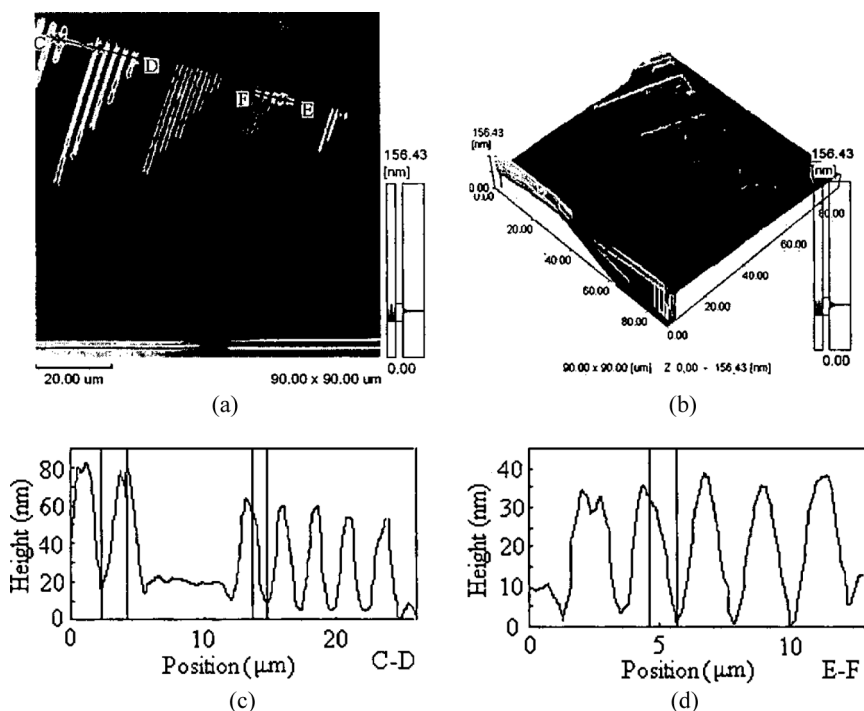 C
D
F
E
156.43
[nm]
0.00
20.00 um
90.00 x 90.00 um
(a)
156.43
[nm]
0.00
0.00
20.00
40.00
60.00
80.00
0.00
20.00
40.00
60.00
80.00
156.43
[nm]
0.00
90.00 x 90.00 [um] Z 0.00 - 156.43 [nm]
(b)
Height (nm)
80
60
40
20
0
0 10 20
Position (μm) C-D
(c)
Height (nm)
40
30
20
10
0
0 5 10
Position (μm) E-F
(d)